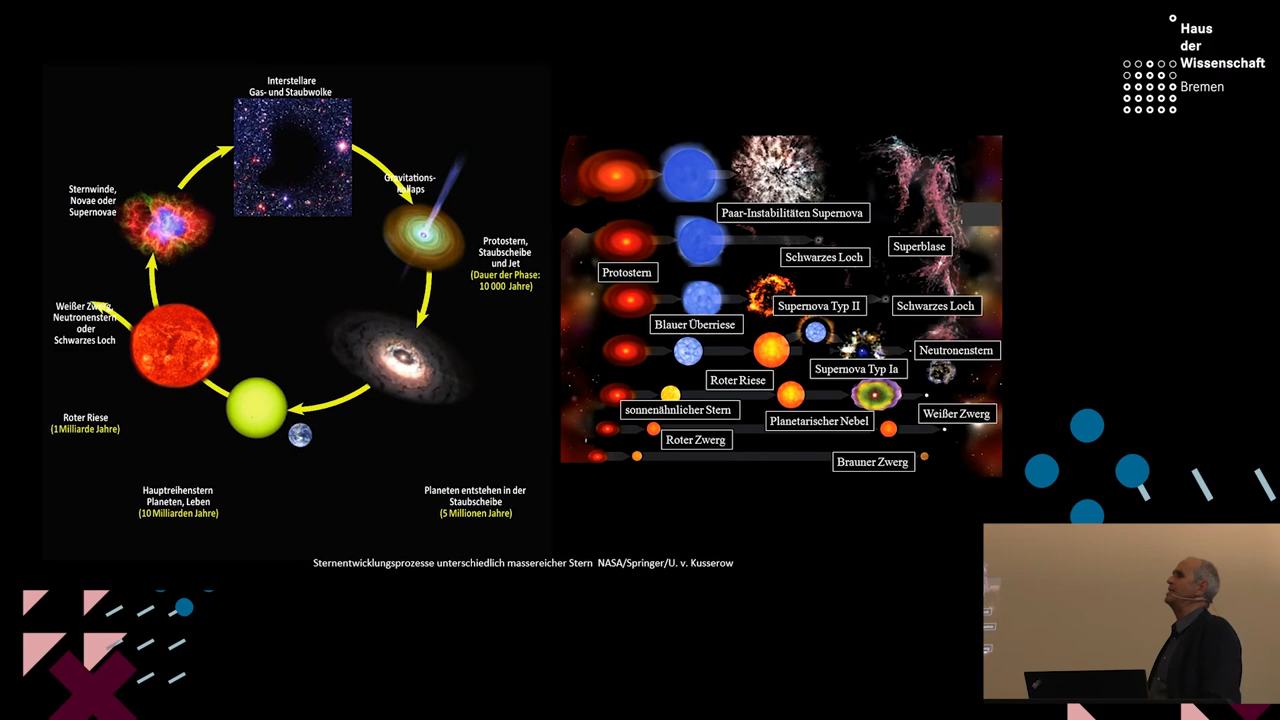 Haus
der
Wissenschaft
Bremen
Interstellare
Gas- und Staubwolke
Gravitations-
kollaps
Protostern,
Staubscheibe
und Jet
(Dauer der Phase:
10 000 Jahre)
Planeten entstehen in der
Staubscheibe
(5 Millionen Jahre)
Hauptreihenstern
Planeten, Leben
(10 Milliarden Jahre)
Roter Riese
(1 Milliarde Jahre)
Weißer Zwerg,
Neutronenstern
oder
Schwarzes Loch
Sternwinde,
Novae oder
Supernovae
Paar-Instabilitäten Supernova
Superblase
Schwarzes Loch
Protostern
Supernova Typ II
Schwarzes Loch
Blauer Überriese
Neutronenstern
Supernova Typ Ia
Roter Riese
sonnenähnlicher Stern
Planetarischer Nebel
Weißer Zwerg
Roter Zwerg
Brauner Zwerg
Sternentwicklungsprozesse unterschiedlich massereicher Stern NASA/Springer/U. v. Kusserow